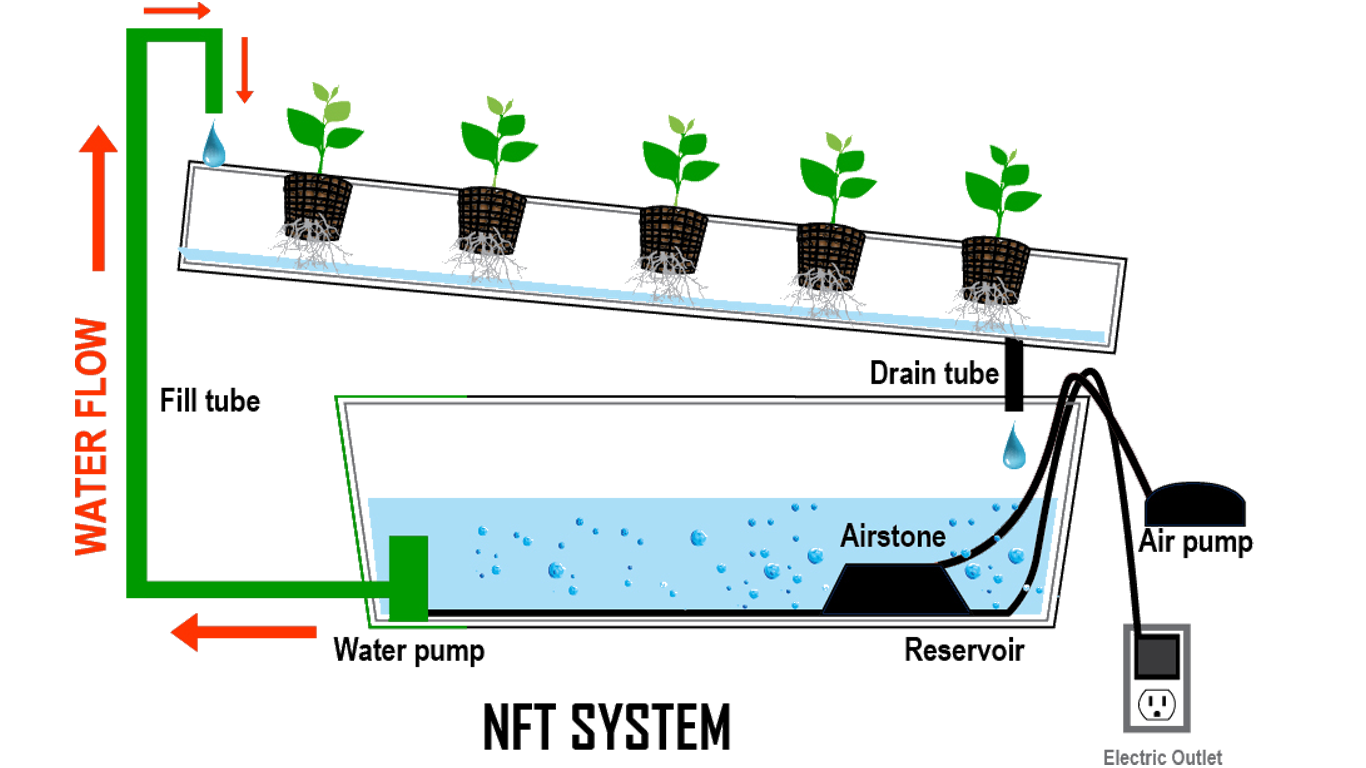 WATER FLOW
Fill tube
Drain tube
Airstone
Air pump
Water pump
Reservoir
NFT SYSTEM
Electric Outlet